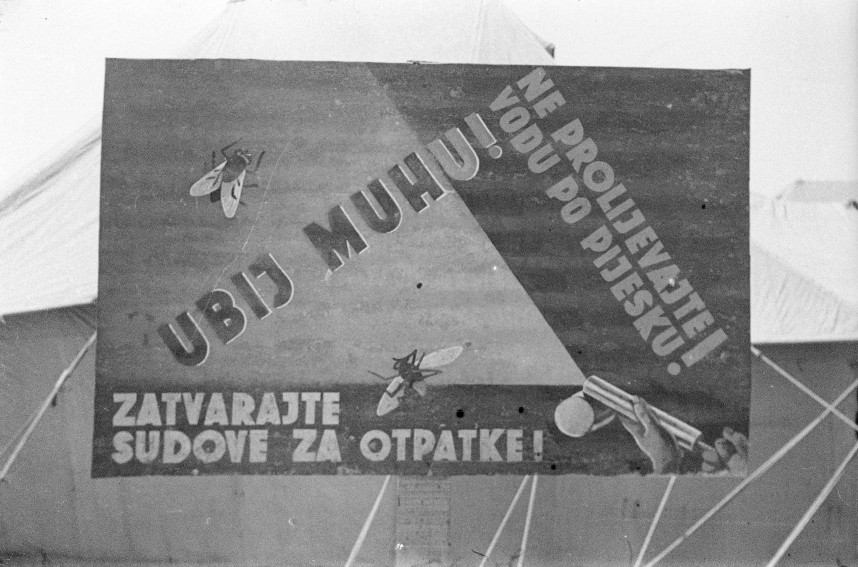 UBIJ MUHU!
NE PROLIJEVAJTE!
VODU PO PIJESKU!
ZATVARAJTE
SUDOVE ZA OTPATKE!